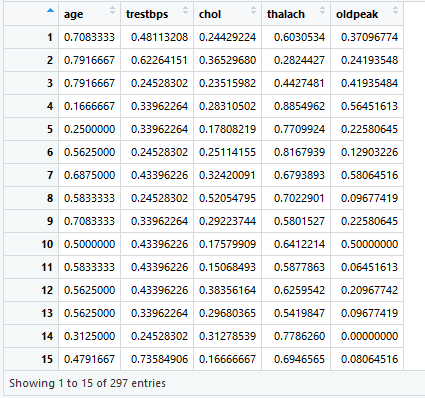 age trestbps chol thalach oldpeak
1 0.7083333 0.48113208 0.24429224 0.6030534 0.37096774
2 0.7916667 0.62264151 0.36529680 0.2824427 0.24193548
3 0.7916667 0.24528302 0.23515982 0.4427481 0.41935484
4 0.1666667 0.33962264 0.28310502 0.8854962 0.56451613
5 0.2500000 0.33962264 0.17808219 0.7709924 0.22580645
6 0.5625000 0.24528302 0.25114155 0.8167939 0.12903226
7 0.6875000 0.43396226 0.32420091 0.6793893 0.58064516
8 0.5833333 0.24528302 0.52054795 0.7022901 0.09677419
9 0.7083333 0.33962264 0.29223744 0.5801527 0.22580645
10 0.5000000 0.43396226 0.17579909 0.6412214 0.50000000
11 0.5833333 0.43396226 0.15068493 0.5877863 0.06451613
12 0.5625000 0.43396226 0.38356164 0.6259542 0.20967742
13 0.5625000 0.33962264 0.29680365 0.5419847 0.09677419
14 0.3125000 0.24528302 0.31278539 0.7786260 0.00000000
15 0.4791667 0.73584906 0.16666667 0.6946565 0.08064516
Showing 1 to 15 of 297 entries